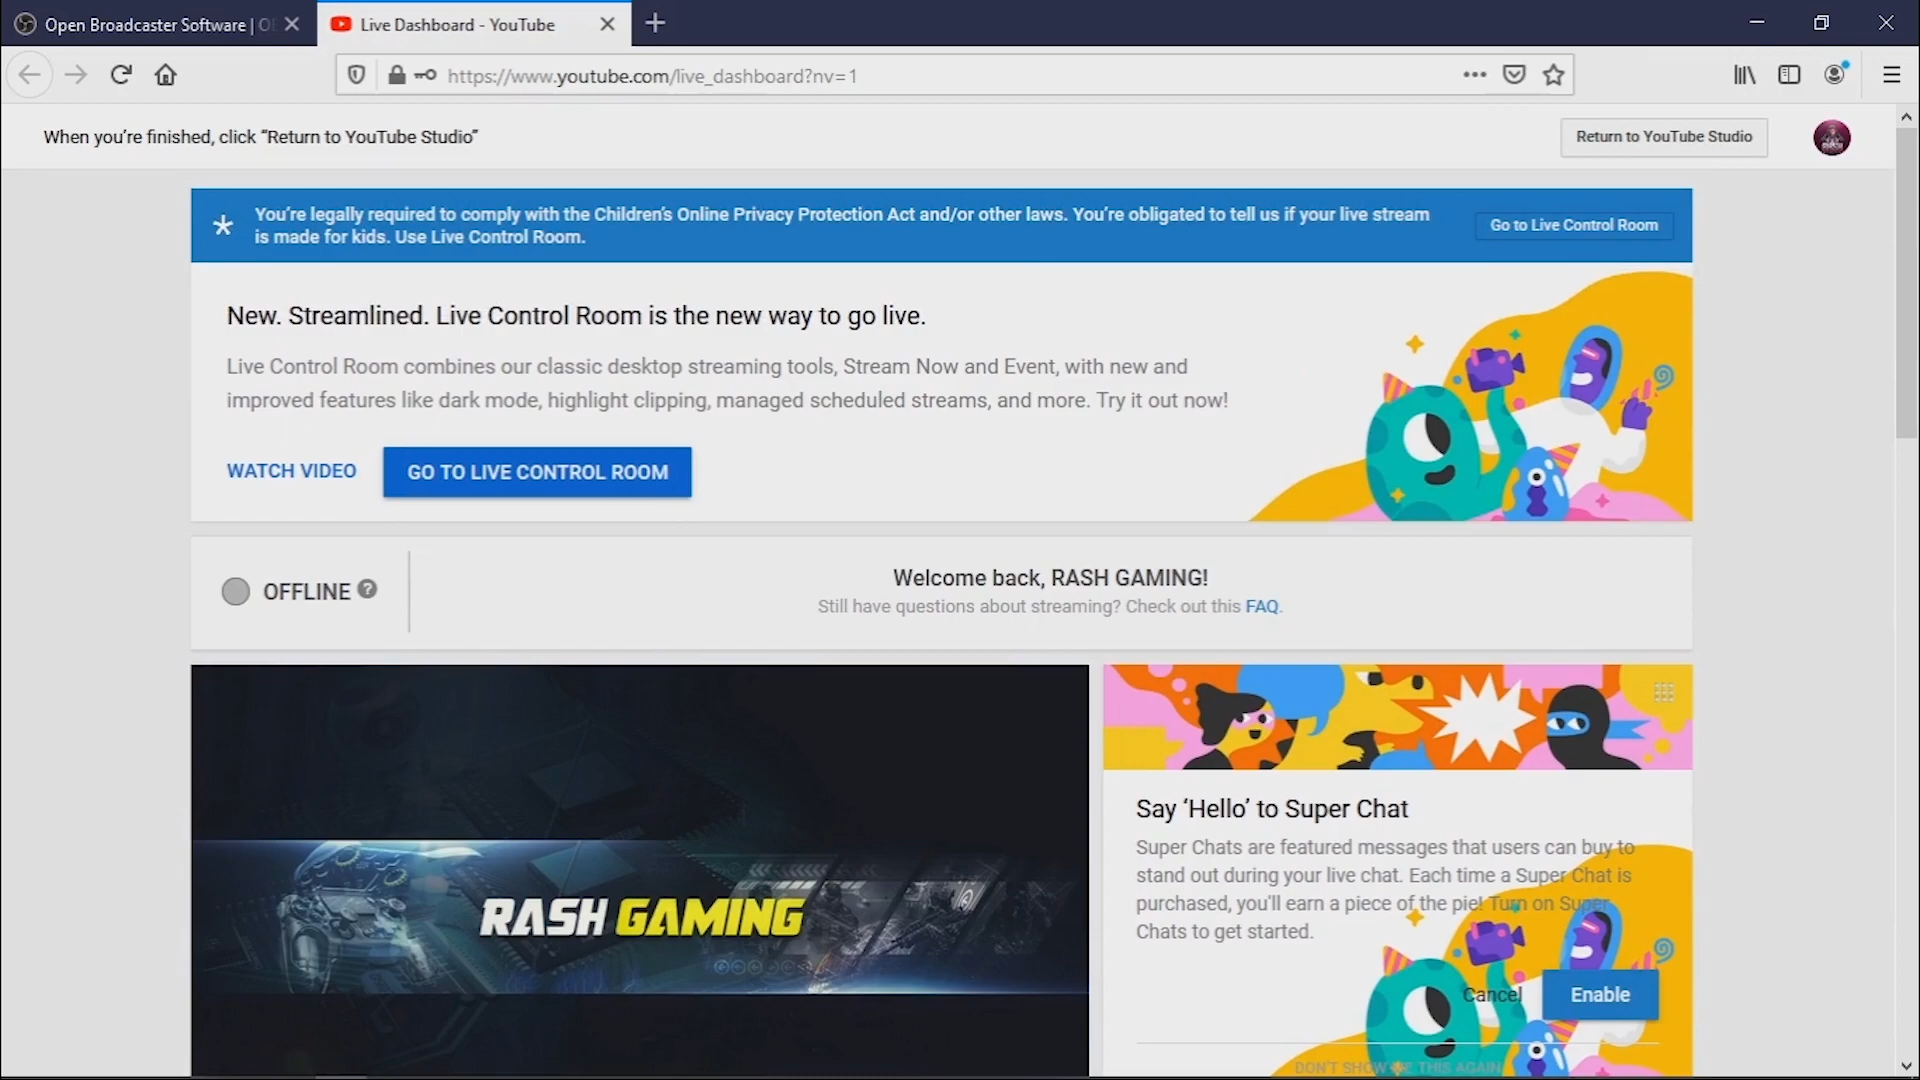 Open Broadcaster Software | O
Live Dashboard - YouTube
https://www.youtube.com/live_dashboard?nv=1
When you're finished, click “Return to YouTube Studio”
Return to YouTube Studio
You're legally required to comply with the Children's Online Privacy Protection Act and/or other laws. You're obligated to tell us if your live stream
is made for kids. Use Live Control Room.
Go to Live Control Room
New. Streamlined. Live Control Room is the new way to go live.
Live Control Room combines our classic desktop streaming tools, Stream Now and Event, with new and
improved features like dark mode, highlight clipping, managed scheduled streams, and more. Try it out now!
WATCH VIDEO
GO TO LIVE CONTROL ROOM
OFFLINE ?
Welcome back, RASH GAMING!
Still have questions about streaming? Check out this FAQ.
RASH GAMING
Say ‘Hello’ to Super Chat
Super Chats are featured messages that users can buy to
stand out during your live chat. Each time a Super Chat is
purchased, you'll earn a piece of the pie! Turn on Super
Chats to get started.
Cancel
Enable
DON'T SHOW ME THIS AGAIN